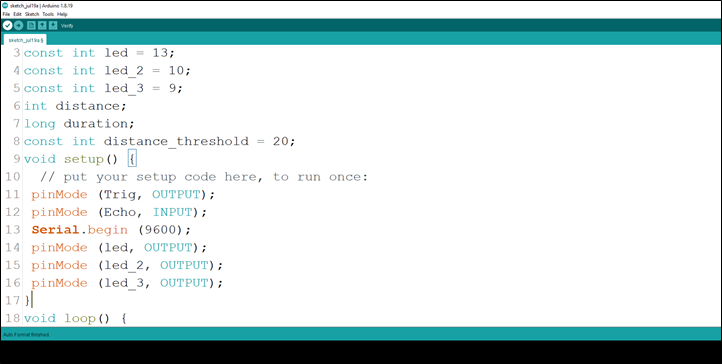 sketch_jul19a | Arduino 1.8.19
File Edit Sketch Tools Help
Verify
sketch_jul19a §
3 const int led = 13;
4 const int led_2 = 10;
5 const int led_3 = 9;
6 int distance;
7 long duration;
8 const int distance_threshold = 20;
9 void setup() {
10 // put your setup code here, to run once:
11 pinMode (Trig, OUTPUT);
12 pinMode (Echo, INPUT);
13 Serial.begin (9600);
14 pinMode (led, OUTPUT);
15 pinMode (led_2, OUTPUT);
16 pinMode (led_3, OUTPUT);
17 }
18 void loop() {
Auto Format finished.